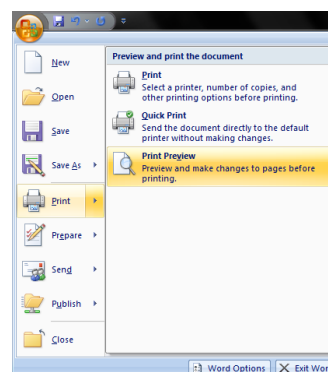 Preview and print the document
New
Print
Select a printer, number of copies, and
other printing options before printing.
Open
Quick Print
Send the document directly to the default
printer without making changes.
Save
Print Preview
Preview and make changes to pages before
printing.
Save As
Print
Prepare
Send
Publish
Close
Word Options
Exit Wor